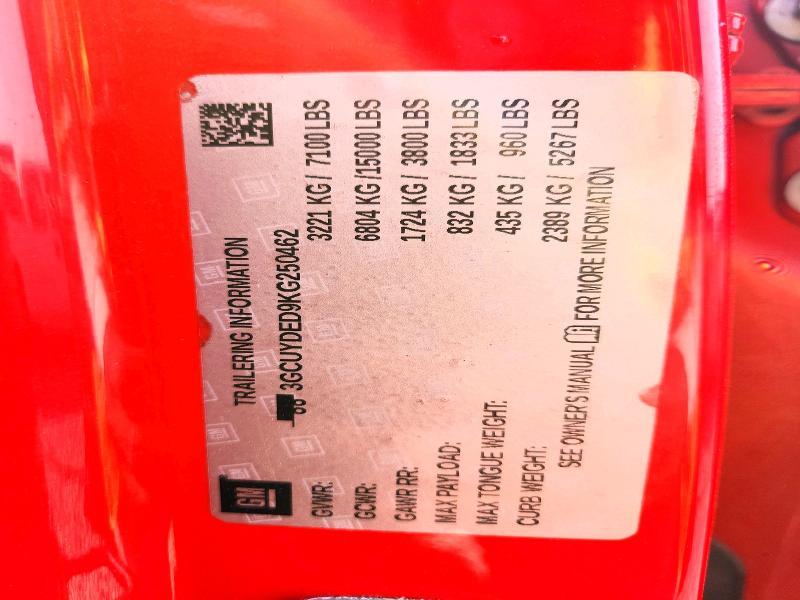 GM
TRAILERING INFORMATION
3GCUYDED9KG250462
GVWR: 3221 KG / 7100 LBS
GCWR: 6804 KG /15000 LBS
GAWR RR: 1724 KG / 3800 LBS
MAX PAYLOAD: 832 KG / 1833 LBS
MAX TONGUE WEIGHT: 435 KG / 960 LBS
CURB WEIGHT: 2389 KG / 5267 LBS
SEE OWNER'S MANUAL FOR MORE INFORMATION